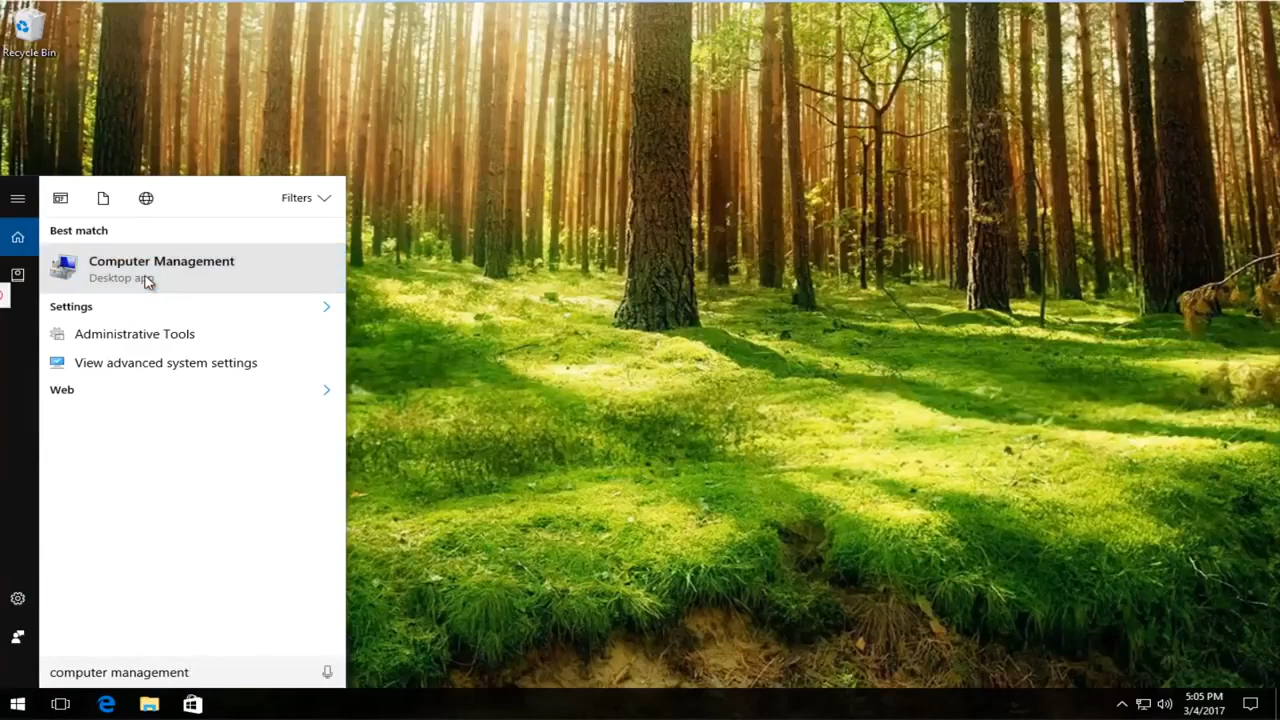 Recycle Bin
Filters
Best match
Computer Management
Desktop app
Settings
Administrative Tools
View advanced system settings
Web
computer management
5:05 PM
3/4/2017